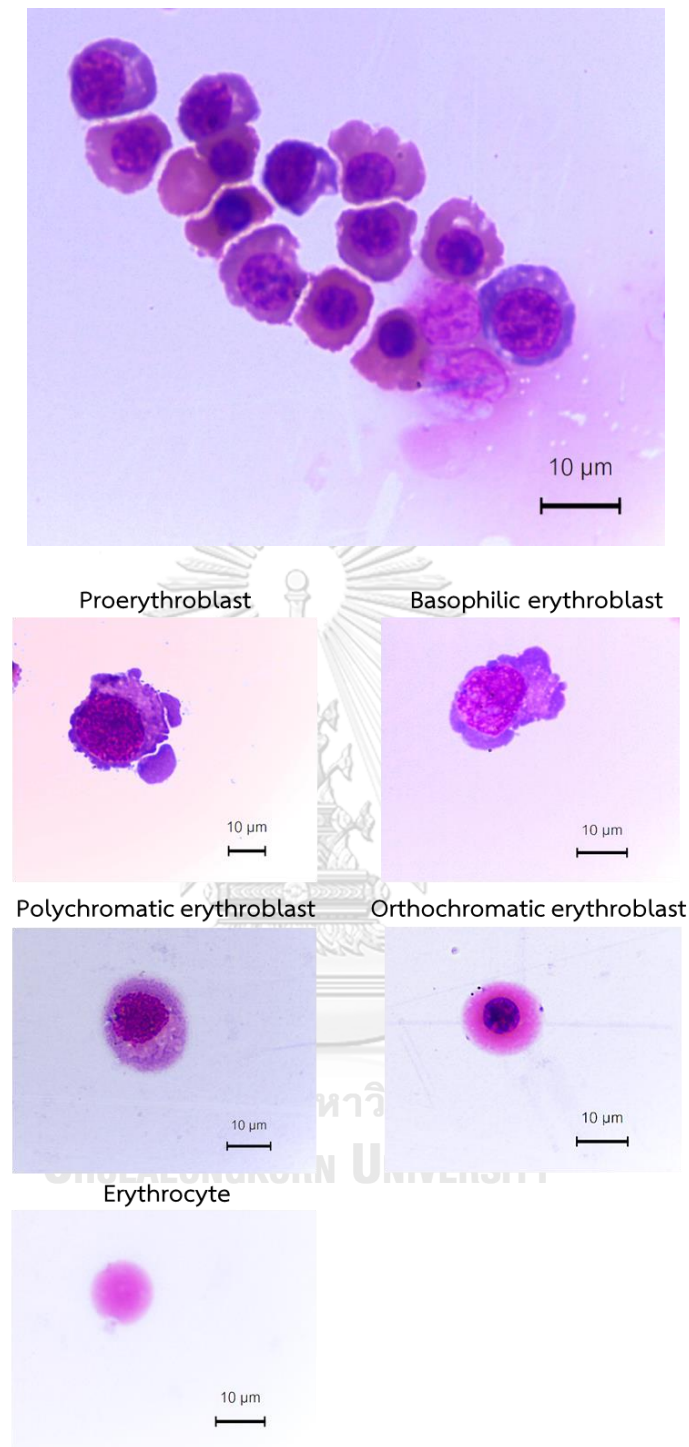 10 µm
Proerythroblast
Basophilic erythroblast
10 µm
10 µm
Polychromatic erythroblast
Orthochromatic erythroblast
10 µm
10 µm
UNIVERSITY
Erythrocyte
10 µm